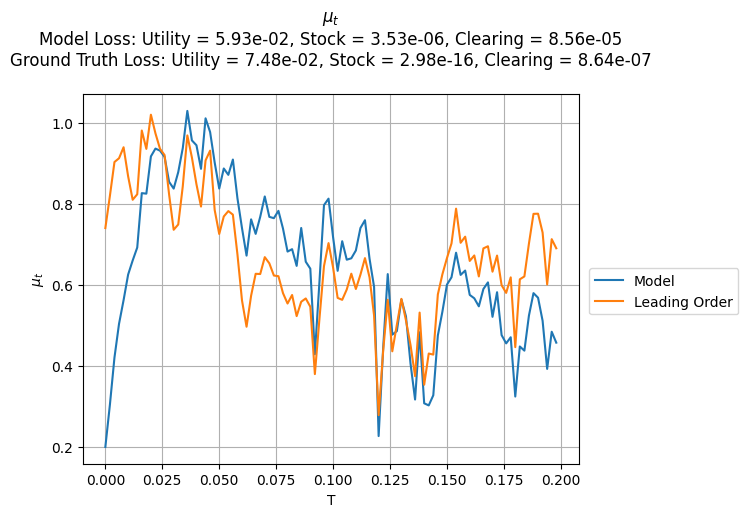 μt
Model Loss: Utility = 5.93e-02, Stock = 3.53e-06, Clearing = 8.56e-05
Ground Truth Loss: Utility = 7.48e-02, Stock = 2.98e-16, Clearing = 8.64e-07
1.0
0.8
0.6
0.4
0.2
μt
0.000 0.025 0.050 0.075 0.100 0.125 0.150 0.175 0.200
T
Model
Leading Order